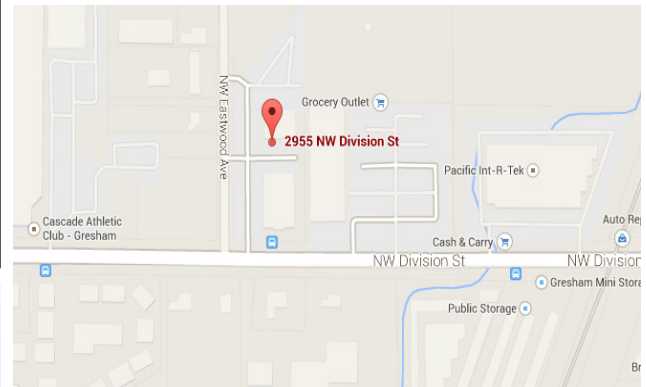 Grocery Outlet
NW Eastwood Ave
2955 NW Division St
Pacific Int-R-Tek
Cascade Athletic
Club - Gresham
Auto Re
Cash & Carry
NW Division St
NW Division
Gresham Mini Stora
Public Storage
Br